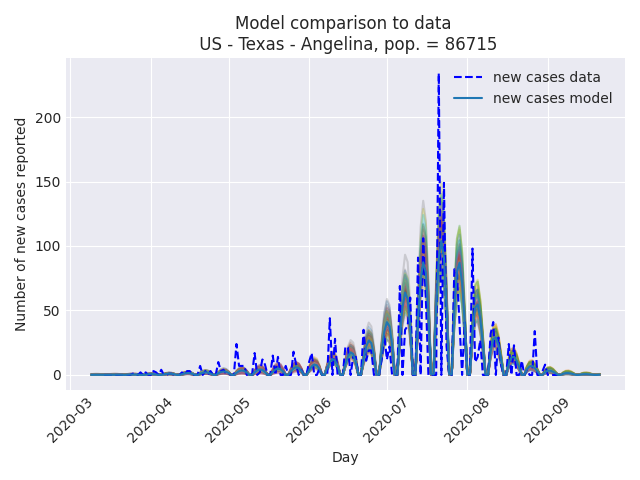 Model comparison to data
US - Texas - Angelina, pop. = 86715
new cases data
new cases model
Number of new cases reported
200
150
100
50
0
2020-03
2020-04
2020-05
2020-06
2020-07
2020-08
2020-09
Day